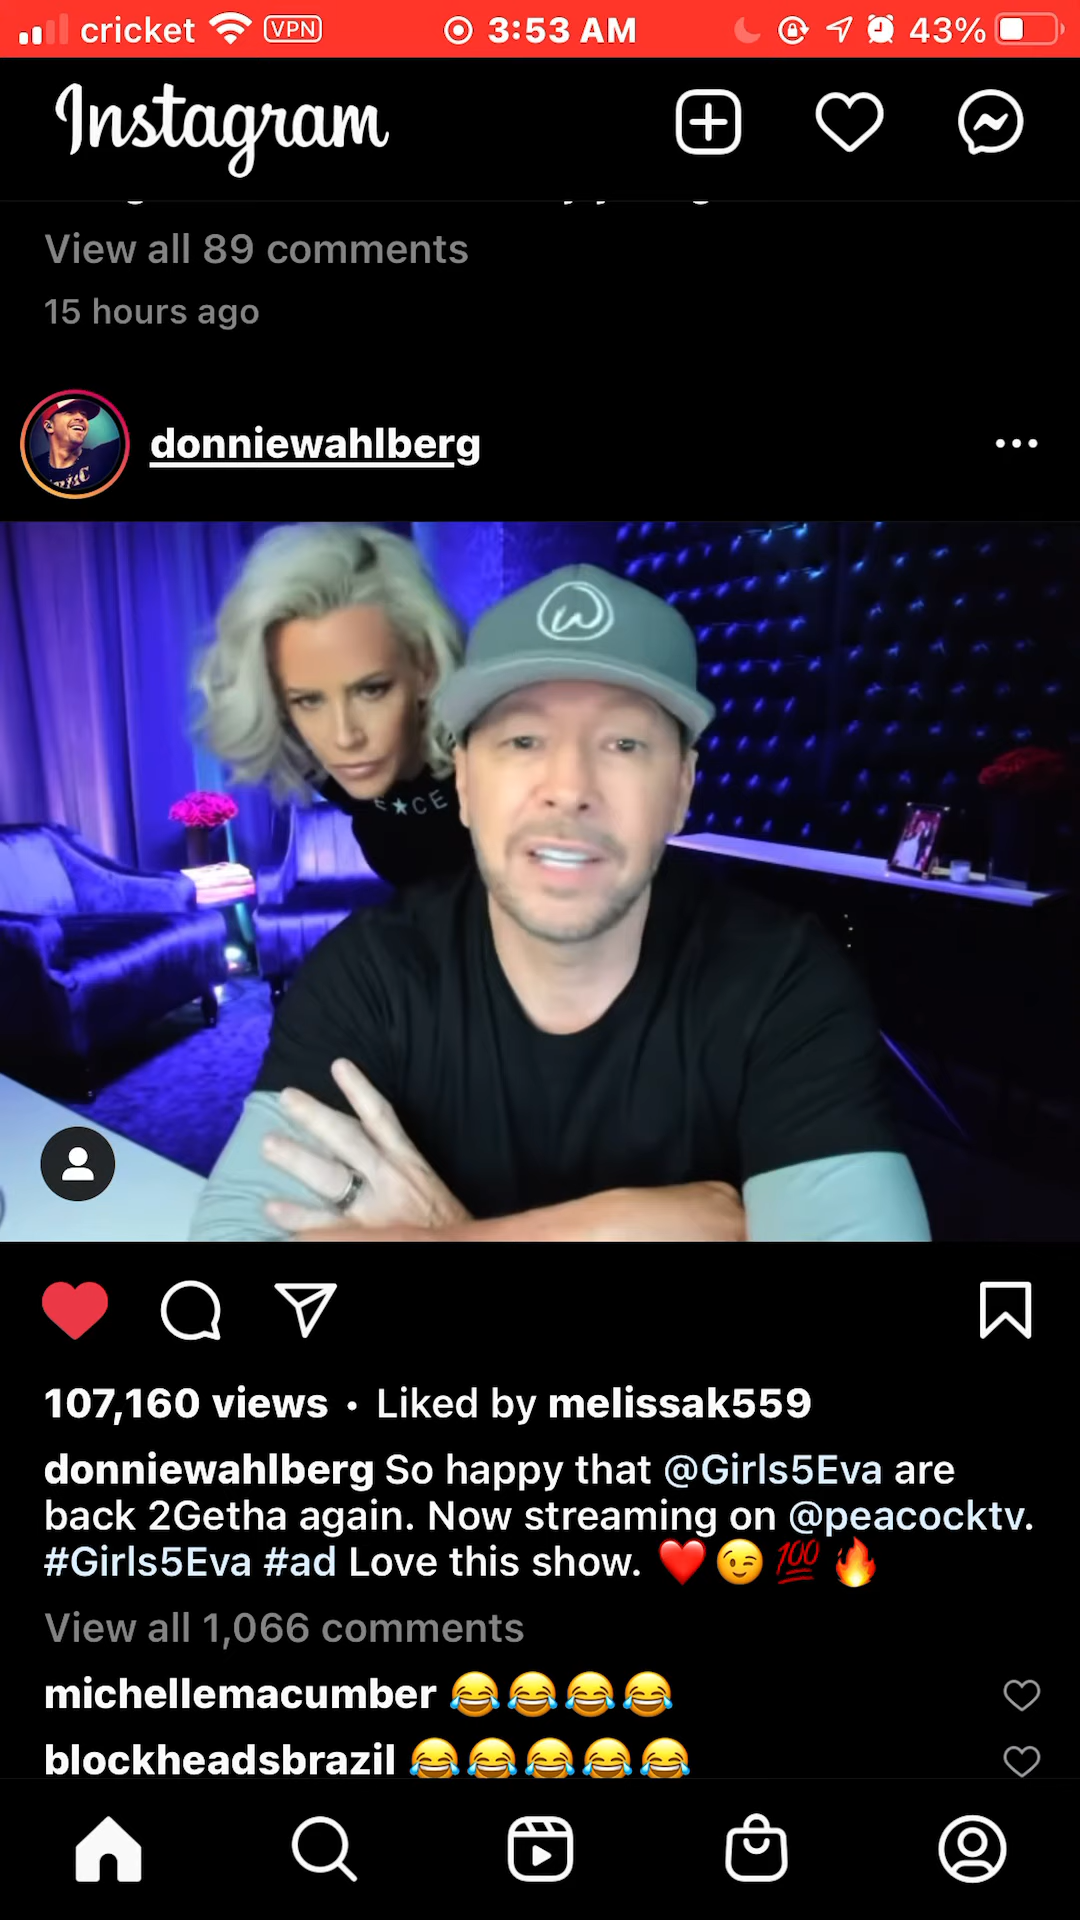 cricket VPN 3:53 AM 43%
Instagram
View all 89 comments
15 hours ago
donniewahlberg
W
CE
107,160 views • Liked by melissak559
donniewahlberg So happy that @Girls5Eva are
back 2Getha again. Now streaming on @peacocktv.
#Girls5Eva #ad Love this show. ❤️😉💯🔥
View all 1,066 comments
michellemacumber 😂😂😂😂
blockheadsbrazil 😂😂😂😂😂